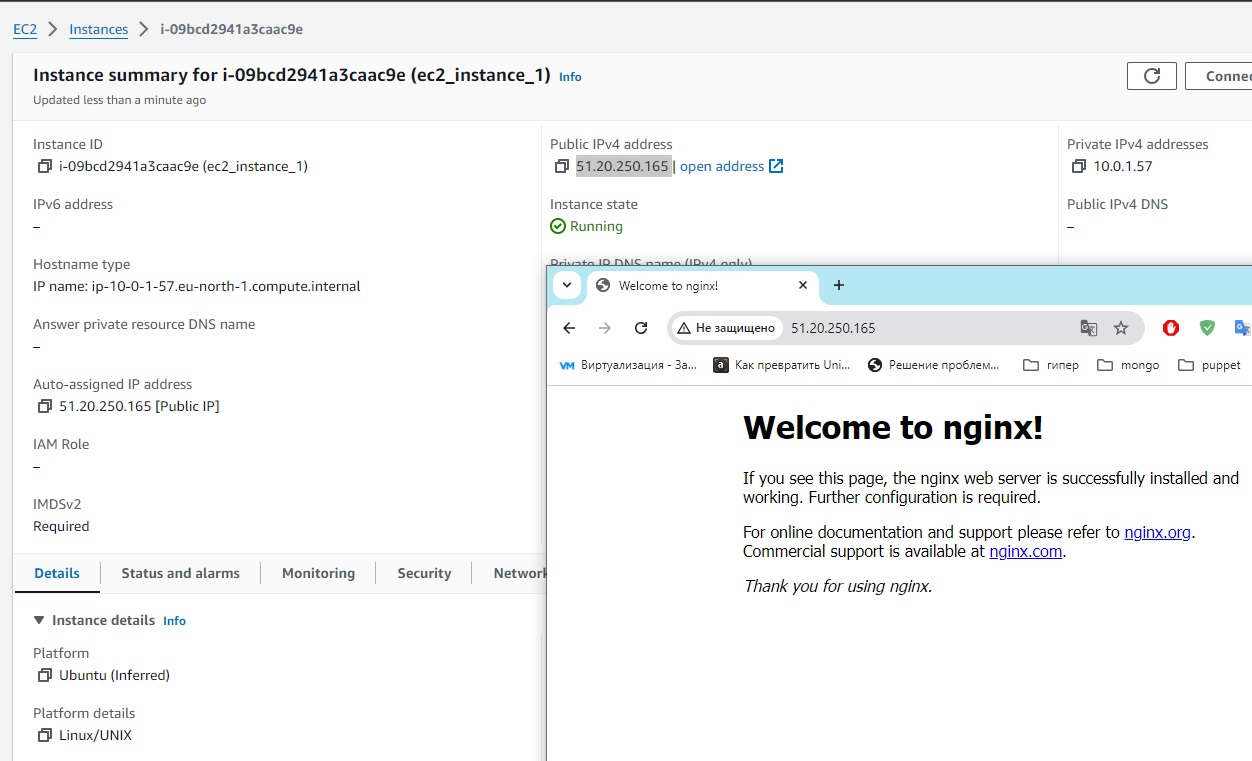 EC2 > Instances > i-09bcd2941a3caac9e
Instance summary for i-09bcd2941a3caac9e (ec2_instance_1) Info
Updated less than a minute ago
Connec
Instance ID
i-09bcd2941a3caac9e (ec2_instance_1)
Public IPv4 address
51.20.250.165 | open address
Private IPv4 addresses
10.0.1.57
IPv6 address
–
Instance state
Running
Public IPv4 DNS
–
Hostname type
IP name: ip-10-0-1-57.eu-north-1.compute.internal
Private IP DNS name (IPv4 only)
Answer private resource DNS name
–
Auto-assigned IP address
51.20.250.165 [Public IP]
IAM Role
–
IMDSv2
Required
Details
Status and alarms
Monitoring
Security
Network
Instance details Info
Platform
Ubuntu (Inferred)
Platform details
Linux/UNIX
Welcome to nginx!
Не защищено 51.20.250.165
vm Виртуализация - За...
a Как превратить Uni...
Решение проблем...
гипер
mongo
puppet
Welcome to nginx!
If you see this page, the nginx web server is successfully installed and
working. Further configuration is required.
For online documentation and support please refer to nginx.org.
Commercial support is available at nginx.com.
Thank you for using nginx.